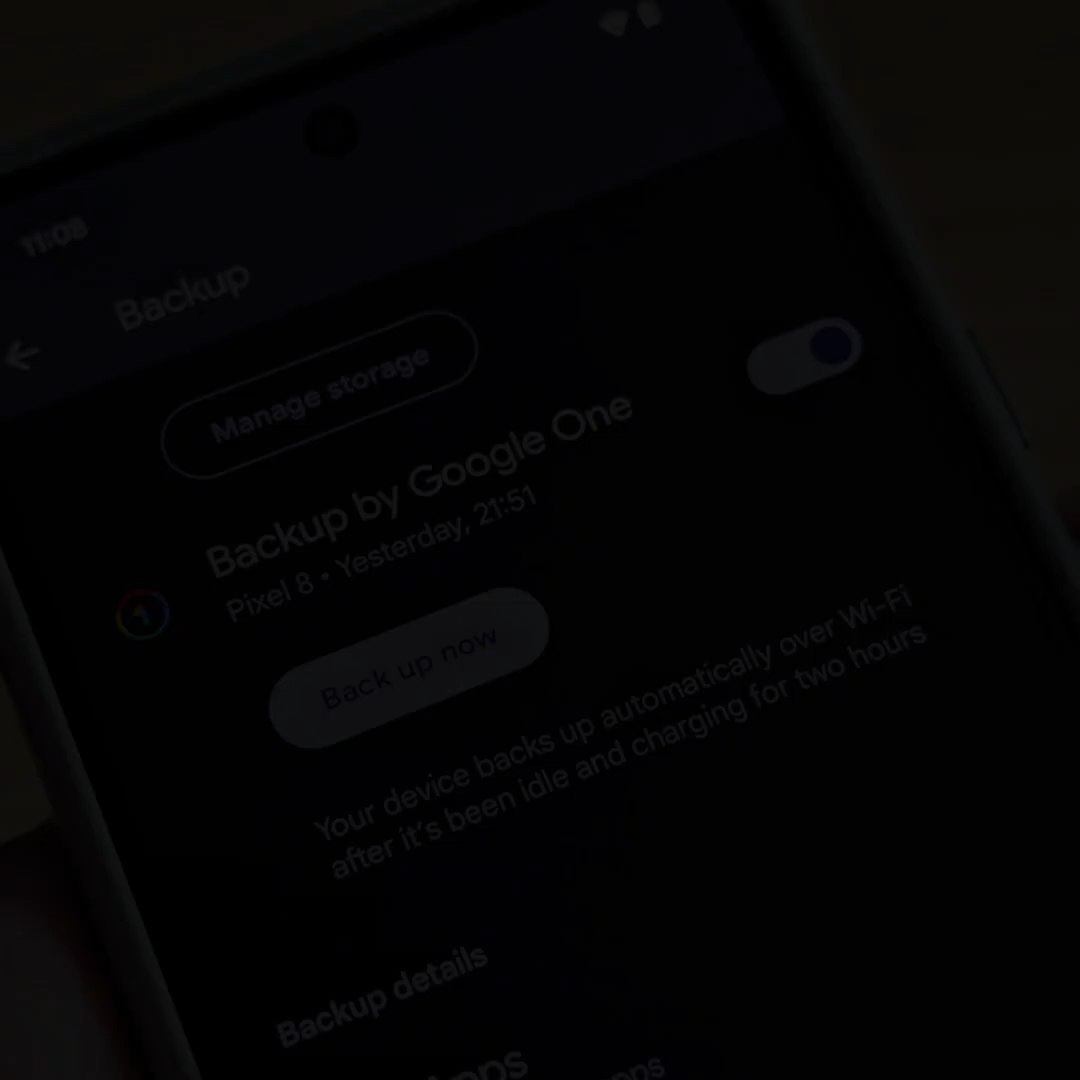 11:08
Backup
Manage storage
Backup by Google One
Pixel 8 • Yesterday, 21:51
1
Back up now
Your device backs up automatically over Wi-Fi
after it's been idle and charging for two hours
Backup details